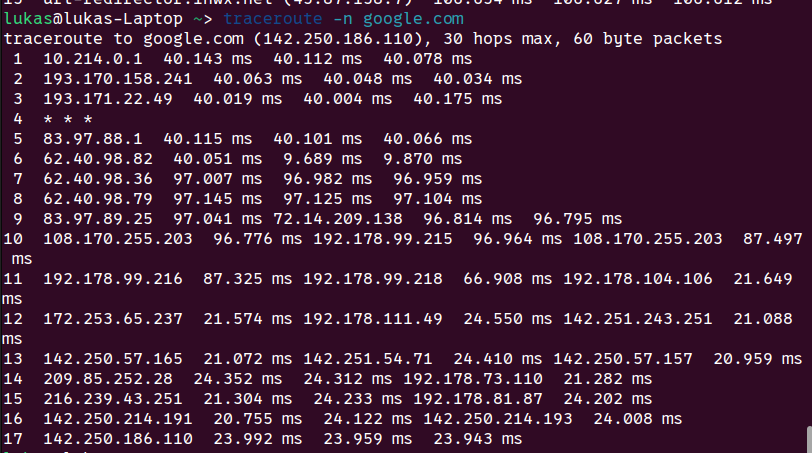 lukas@lukas-Laptop ~> traceroute -n google.com
traceroute to google.com (142.250.186.110), 30 hops max, 60 byte packets
 1  10.214.0.1  40.143 ms  40.112 ms  40.078 ms
 2  193.170.158.241  40.063 ms  40.048 ms  40.034 ms
 3  193.171.22.49  40.019 ms  40.004 ms  40.175 ms
 4  * * *
 5  83.97.88.1  40.115 ms  40.101 ms  40.066 ms
 6  62.40.98.82  40.051 ms  9.689 ms  9.870 ms
 7  62.40.98.36  97.007 ms  96.982 ms  96.959 ms
 8  62.40.98.79  97.145 ms  97.125 ms  97.104 ms
 9  83.97.89.25  97.041 ms 72.14.209.138  96.814 ms  96.795 ms
10  108.170.255.203  96.776 ms 192.178.99.215  96.964 ms 108.170.255.203  87.497
 ms
11  192.178.99.216  87.325 ms 192.178.99.218  66.908 ms 192.178.104.106  21.649
ms
12  172.253.65.237  21.574 ms 192.178.111.49  24.550 ms 142.251.243.251  21.088
ms
13  142.250.57.165  21.072 ms 142.251.54.71  24.410 ms 142.250.57.157  20.959 ms
14  209.85.252.28  24.352 ms  24.312 ms 192.178.73.110  21.282 ms
15  216.239.43.251  21.304 ms  24.233 ms 192.178.81.87  24.202 ms
16  142.250.214.191  20.755 ms  24.122 ms 142.250.214.193  24.008 ms
17  142.250.186.110  23.992 ms  23.959 ms  23.943 ms